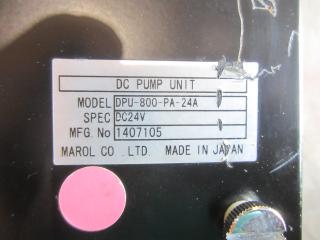 DC PUMP UNIT
MODEL DPU-800-PA-24A
SPEC DC24V
MFG.No 1407105
MAROL CO.,LTD. MADE IN JAPAN